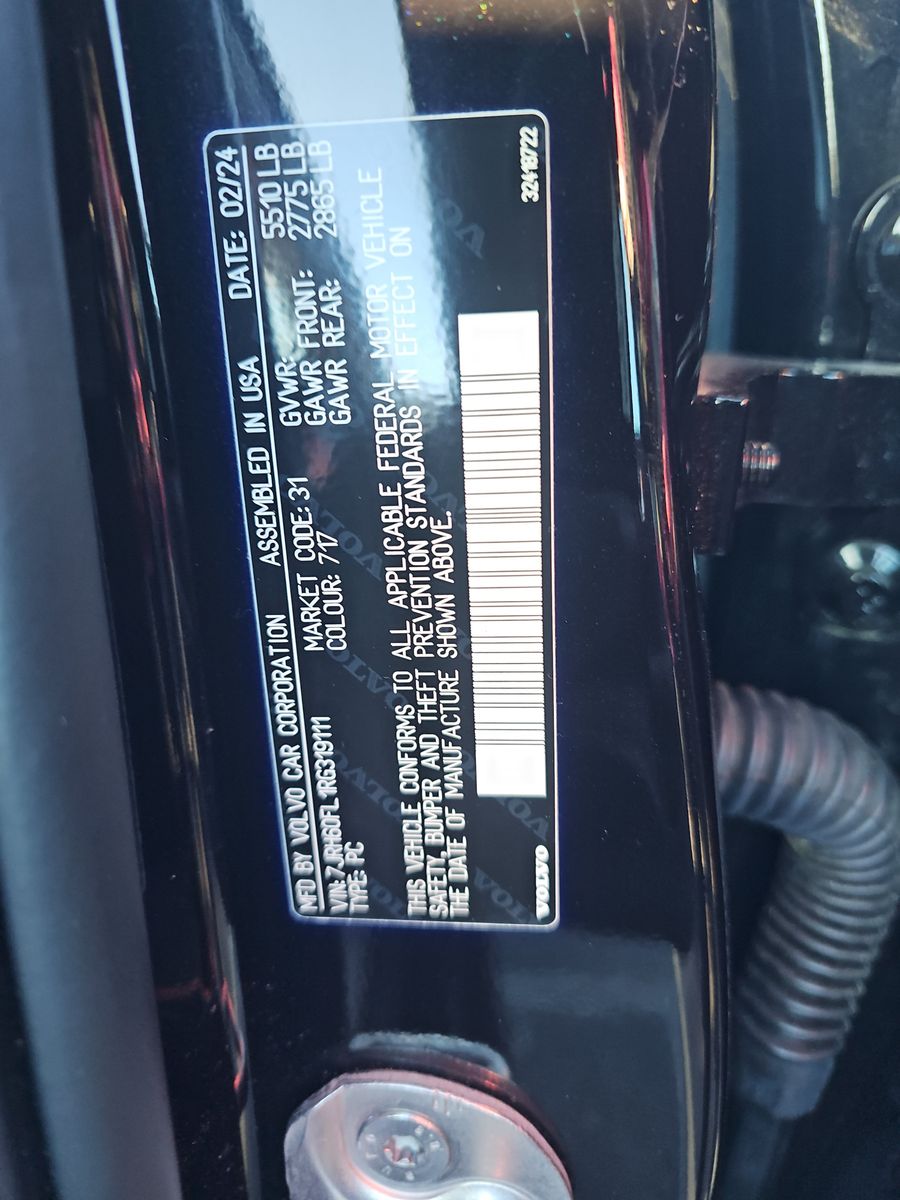 MFD BY VOLVO CAR CORPORATION ASSEMBLED IN USA DATE: 02/24
VIN: 7JRH60FL1RG319111 MARKET CODE: 31 GVWR: 5510 LB
TYPE: PC COLOUR: 717 GAWR FRONT: 2775 LB
GAWR REAR: 2865 LB
THIS VEHICLE CONFORMS TO ALL APPLICABLE FEDERAL MOTOR VEHICLE
SAFETY, BUMPER AND THEFT PREVENTION STANDARDS IN EFFECT ON
THE DATE OF MANUFACTURE SHOWN ABOVE.
VOLVO 32418722